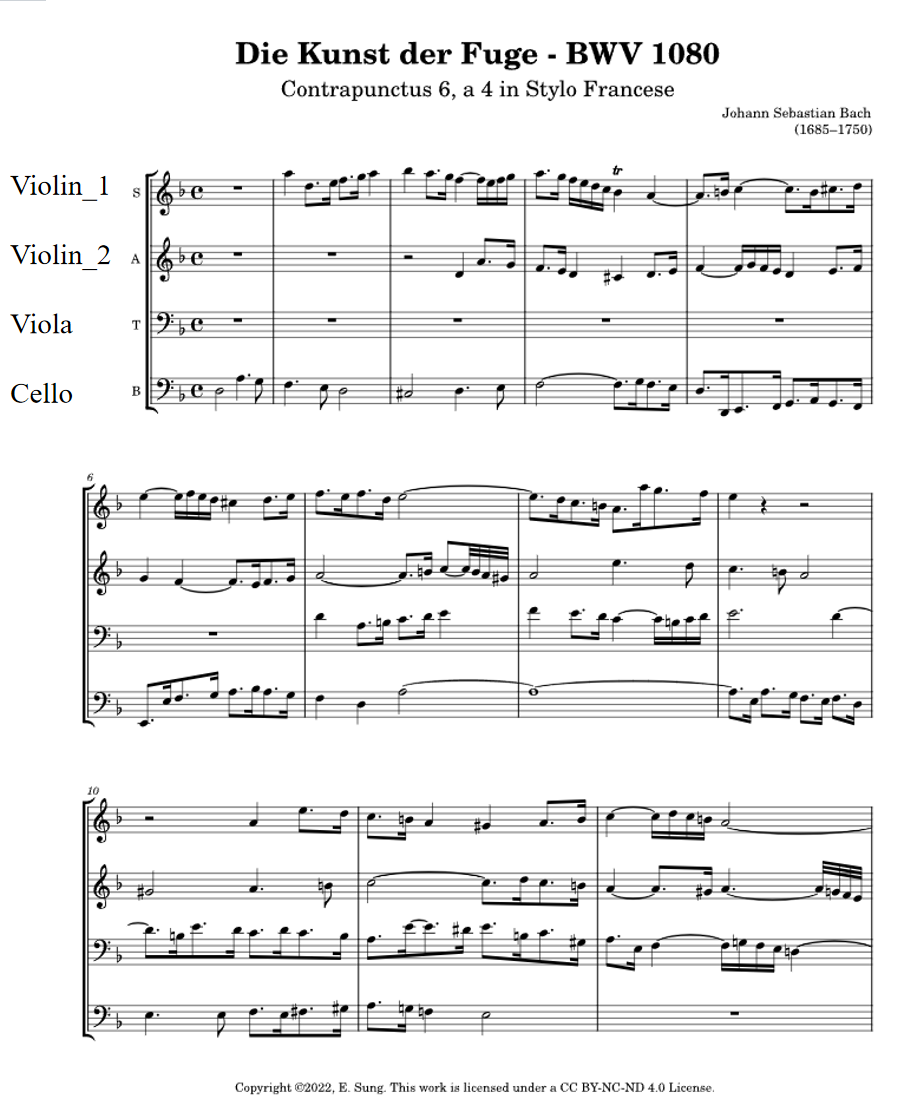 Die Kunst der Fuge - BWV 1080
Contrapunctus 6, a 4 in Stylo Francese
Johann Sebastian Bach
(1685–1750)
Violin_1 S
tr
Violin_2 A
Viola T
Cello B
6
10
Copyright ©2022, E. Sung. This work is licensed under a CC BY-NC-ND 4.0 License.